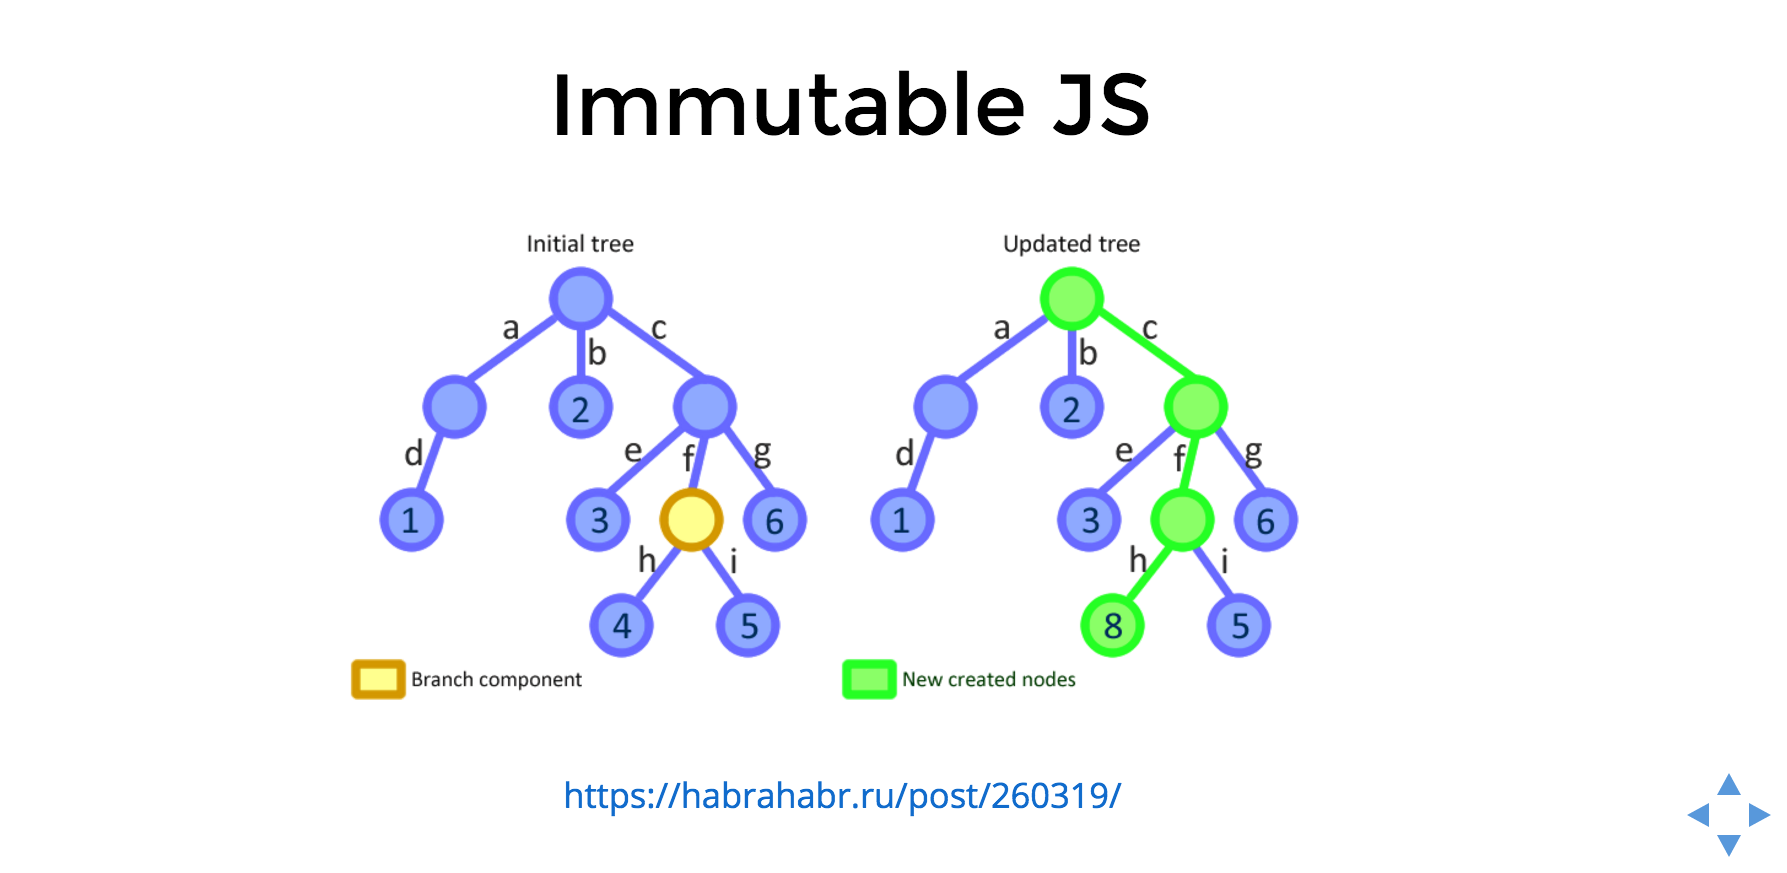 Immutable JS
Initial tree
a
b
c
2
d
e
f
g
1
3
6
h
i
4
5
Branch component
Updated tree
a
b
c
2
d
e
f
g
1
3
6
h
i
8
5
New created nodes
https://habrahabr.ru/post/260319/